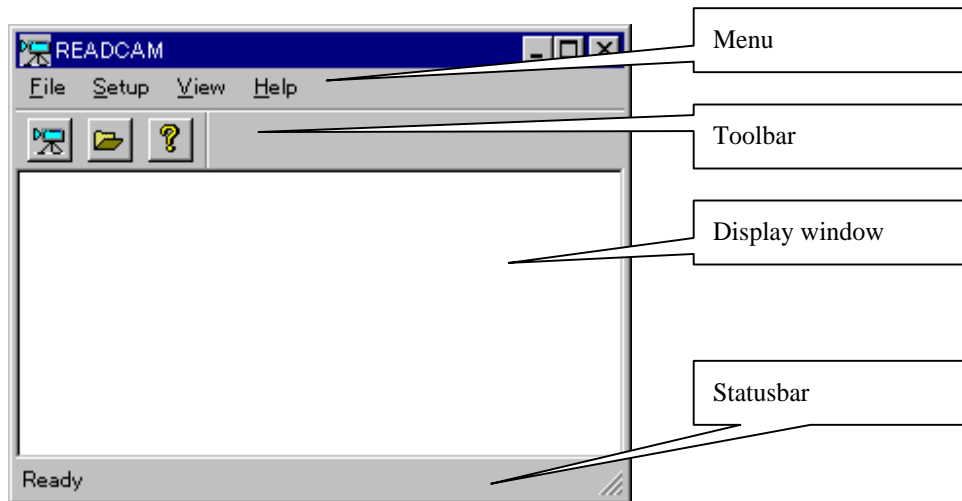 READCAM
Menu
File Setup View Help
Toolbar
Display window
Statusbar
Ready